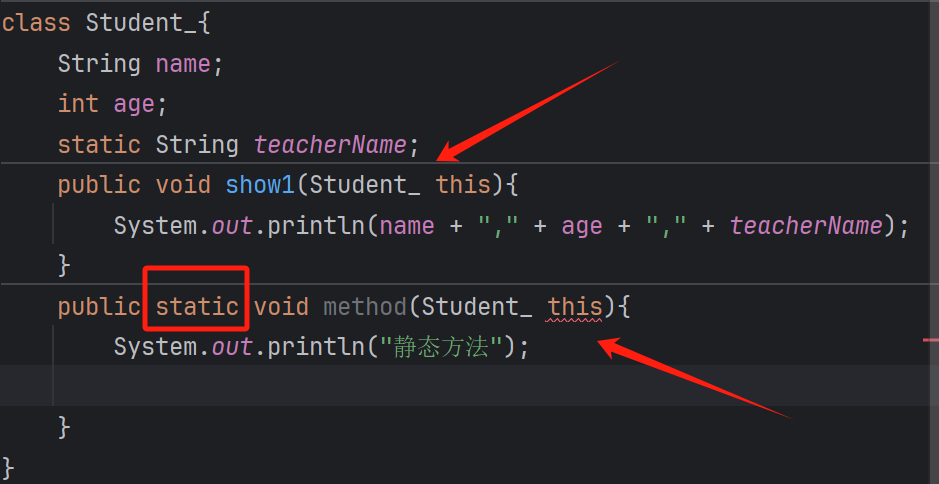 class Student_{
String name;
int age;
static String teacherName;
public void show1(Student_ this){
System.out.println(name + "," + age + "," + teacherName);
}
public static void method(Student_ this){
System.out.println("静态方法");
}
}